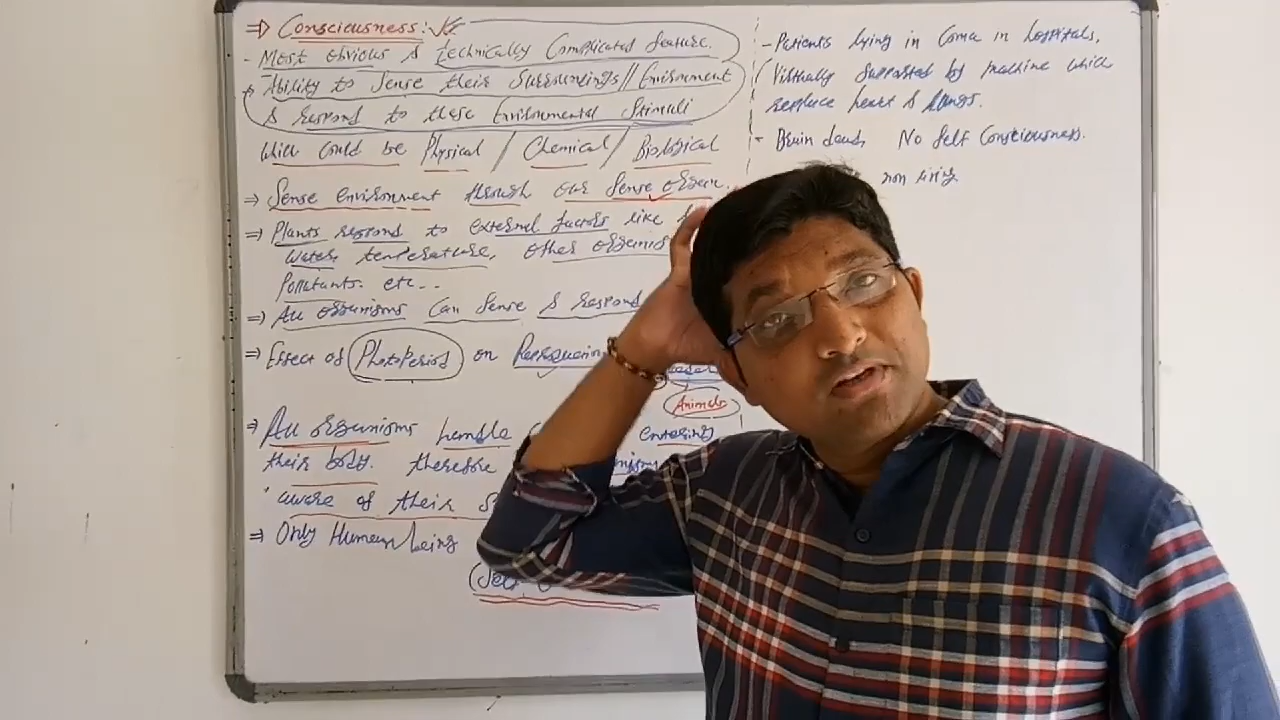 ⇒ Consciousness:
- Most obvious & technically Complicated feature.
Ability to Sense their Surroundings // Environment
& respond to these Environmental Stimuli
which could be Physical / Chemical / Biological
⇒ Sense environment through our Sense organ.
⇒ Plants respond to external factors like
Water, temperature, other organis
Pollutants. etc...
⇒ All organisms Can Sense & respond
⇒ Effect of Photoperiod on
Animals
⇒ All organisms handle entering
their body. therefore
aware of their S
⇒ Only Human being
- Patients lying in Coma in hospitals,
Virtually supported by machine which
replace heart & lungs.
- Brain dead, No Self Consciousness.
non living